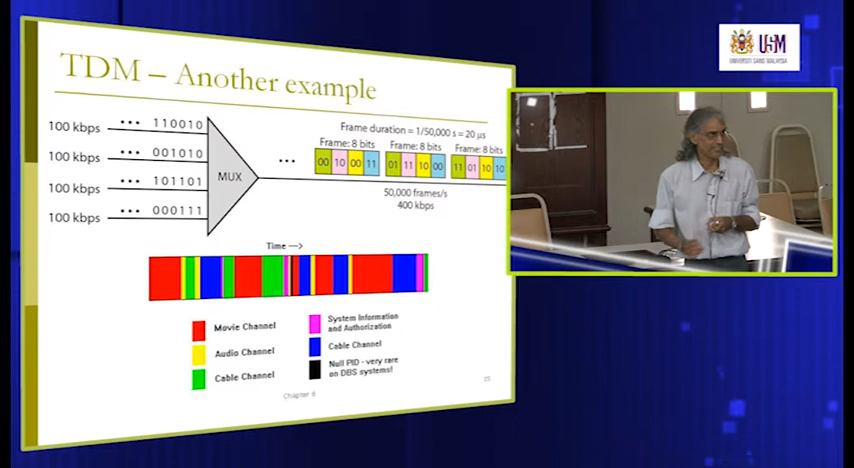 TDM – Another example
100 kbps ••• 110010
100 kbps ••• 001010
100 kbps ••• 101101
100 kbps ••• 000111
MUX
•••
Frame duration = 1/50,000 s = 20 μs
Frame: 8 bits Frame: 8 bits Frame: 8 bits
00 10 00 11 01 11 10 00 11 01 10 10
50,000 frames/s
400 kbps
Time -->
Movie Channel
Audio Channel
Cable Channel
System Information
and Authorization
Cable Channel
Null PID - very rare
on DBS systems!
Chapter 6
15
USM
UNIVERSITI SAINS MALAYSIA